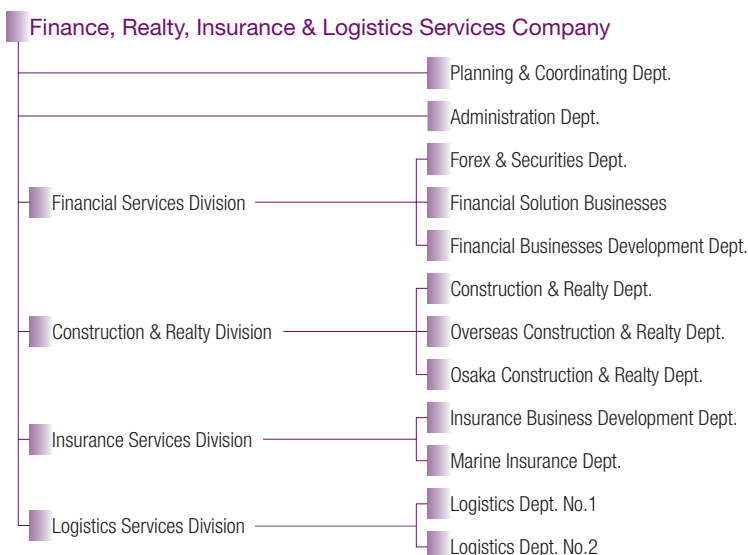 Finance, Realty, Insurance & Logistics Services Company
Planning & Coordinating Dept.
Administration Dept.
Forex & Securities Dept.
Financial Services Division
Financial Solution Businesses
Financial Businesses Development Dept.
Construction & Realty Dept.
Construction & Realty Division
Overseas Construction & Realty Dept.
Osaka Construction & Realty Dept.
Insurance Business Development Dept.
Insurance Services Division
Marine Insurance Dept.
Logistics Dept. No.1
Logistics Services Division
Logistics Dept. No.2